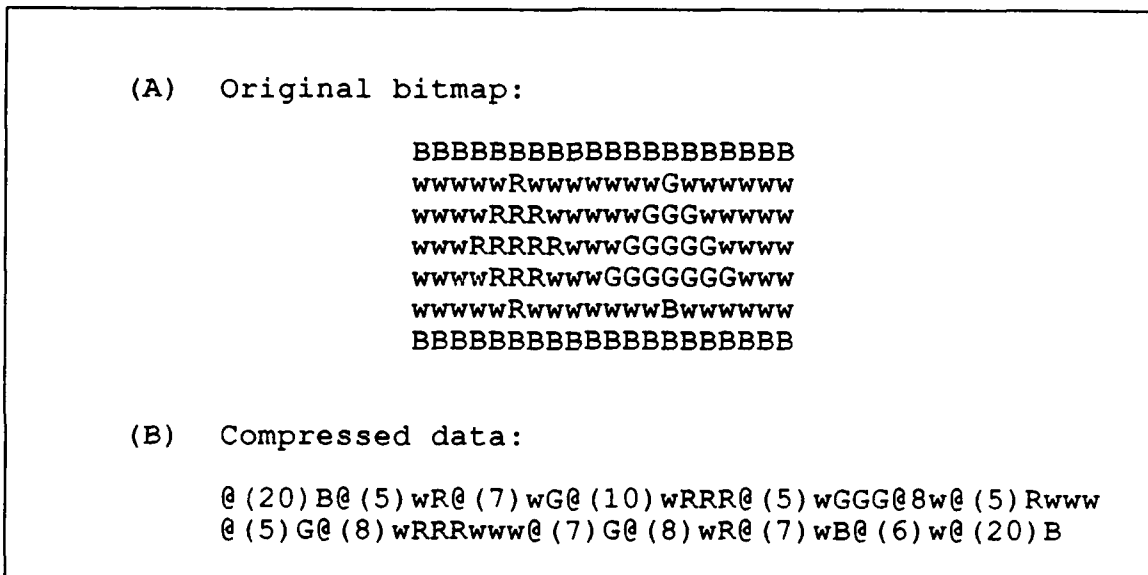 (A) Original bitmap:
BBBBBBBBBBBBBBBBBBBB
wwwwwRwwwwwwwGwwwwww
wwwwRRRwwwwwGGGwwwww
wwwRRRRRwwwGGGGGwwww
wwwwRRRwwwGGGGGGGwww
wwwwwRwwwwwwwBwwwwww
BBBBBBBBBBBBBBBBBBBB
(B) Compressed data:
@(20)B@(5)wR@(7)wG@(10)wRRR@(5)wGGG@8w@(5)Rwww
@(5)G@(8)wRRRwww@(7)G@(8)wR@(7)wB@(6)w@(20)B